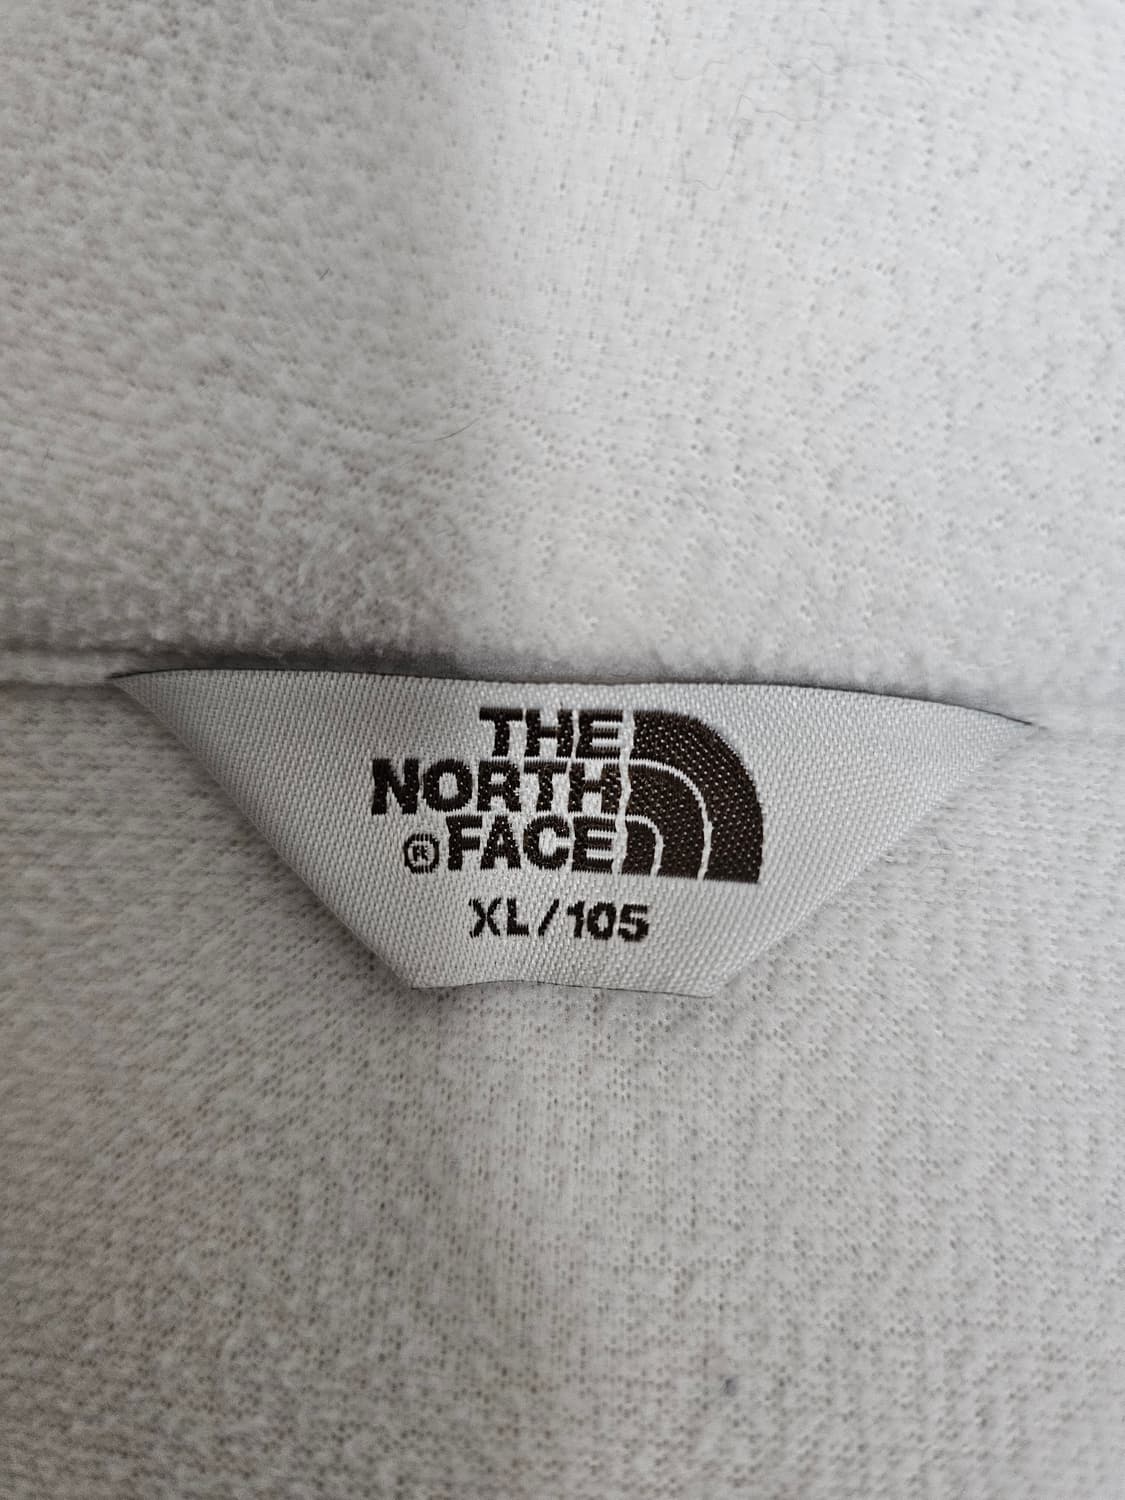 THE
NORTH
® FACE
XL/105